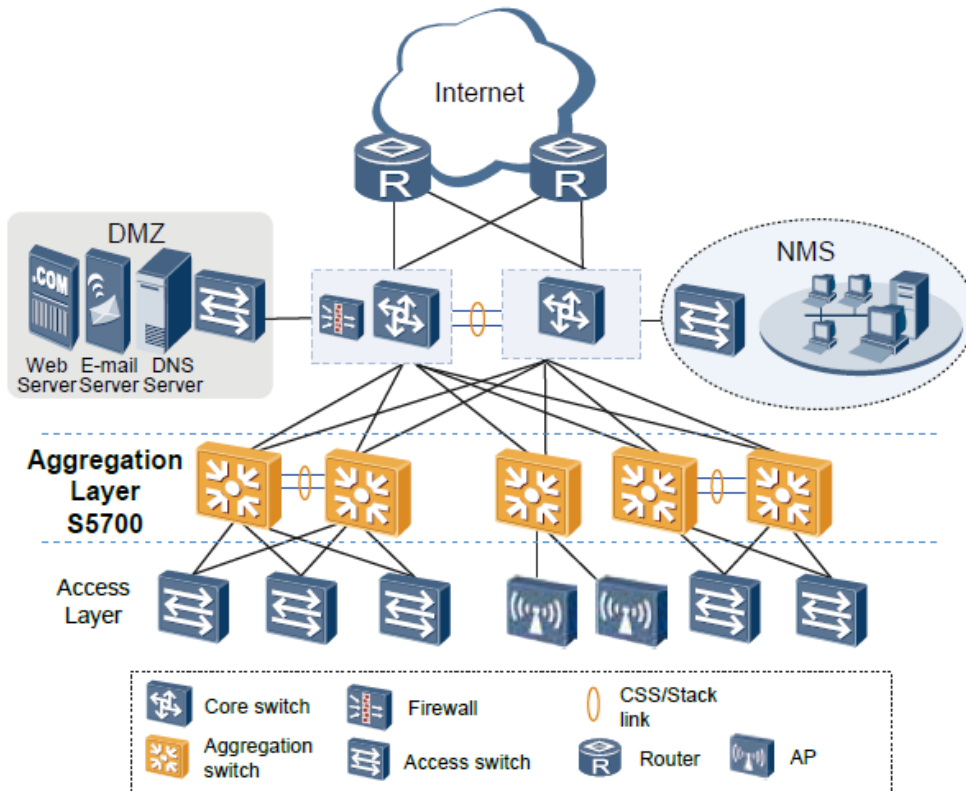 Internet
R
R
DMZ
.COM
Web Server
E-mail Server
DNS Server
NMS
Aggregation
Layer
S5700
Access
Layer
Core switch
Firewall
CSS/Stack
link
Aggregation
switch
Access switch
R
Router
AP